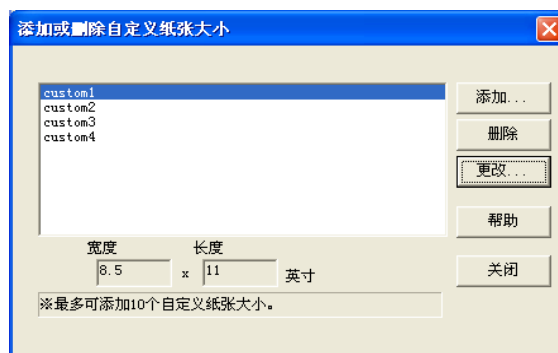 添加或删除自定义纸张大小
custom1
custom2
custom3
custom4
添加...
删除
更改...
帮助
关闭
宽度 长度
8.5 x 11 英寸
※最多可添加10个自定义纸张大小。